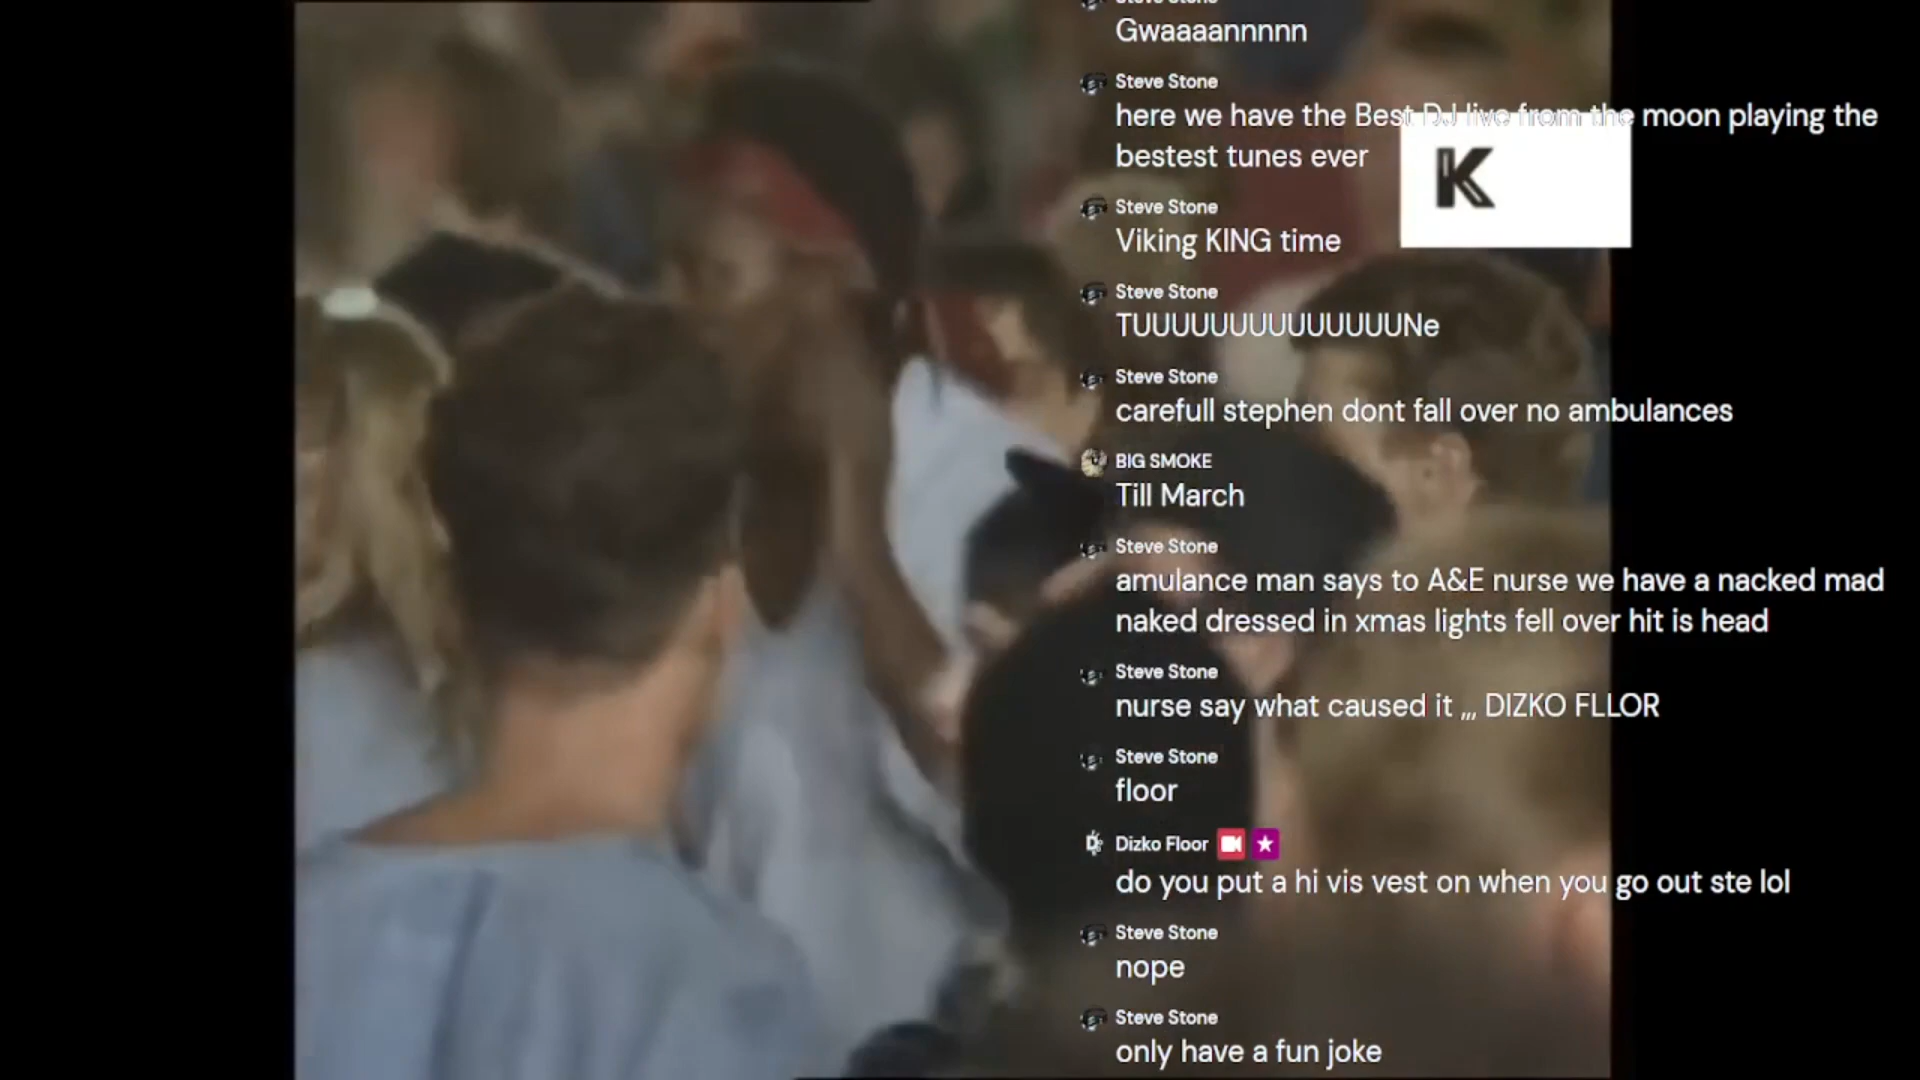 Steve Stone
Gwaaaannnnn
Steve Stone
here we have the Best DJ live from the moon playing the
bestest tunes ever
K
Steve Stone
Viking KING time
Steve Stone
TUUUUUUUUUUUUUUNe
Steve Stone
carefull stephen dont fall over no ambulances
BIG SMOKE
Till March
Steve Stone
amulance man says to A&E nurse we have a nacked mad
naked dressed in xmas lights fell over hit is head
Steve Stone
nurse say what caused it ,,, DIZKO FLLOR
Steve Stone
floor
Dizko Floor
do you put a hi vis vest on when you go out ste lol
Steve Stone
nope
Steve Stone
only have a fun joke